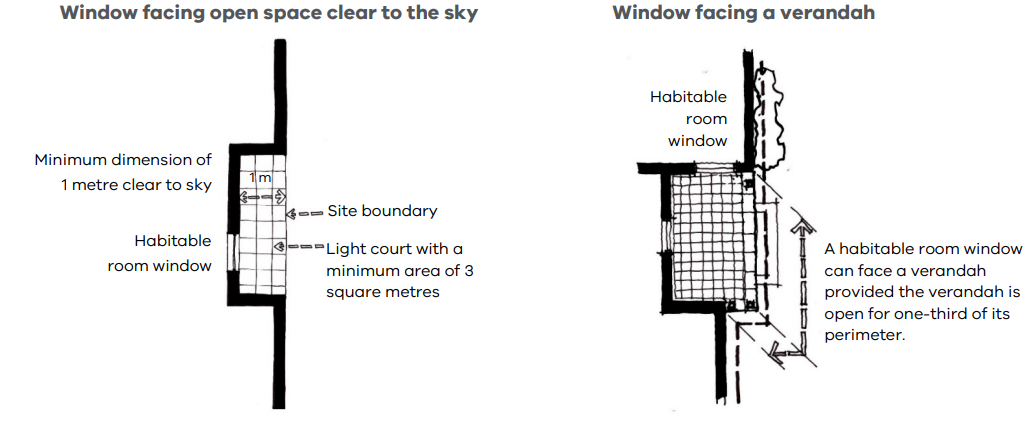 Window facing open space clear to the sky
Minimum dimension of
1 metre clear to sky
1 m
Site boundary
Habitable
room window
Light court with a
minimum area of 3
square metres
Window facing a verandah
Habitable
room
window
A habitable room window
can face a verandah
provided the verandah is
open for one-third of its
perimeter.